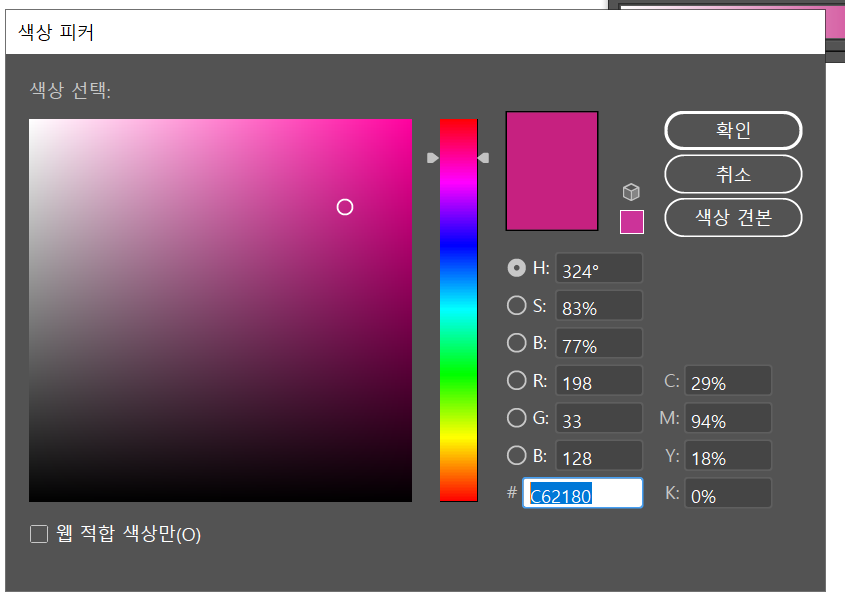 색상 피커
색상 선택:
확인
취소
색상 견본
H: 324°
S: 83%
B: 77%
R: 198 C: 29%
G: 33 M: 94%
B: 128 Y: 18%
# C62180 K: 0%
웹 적합 색상만(O)